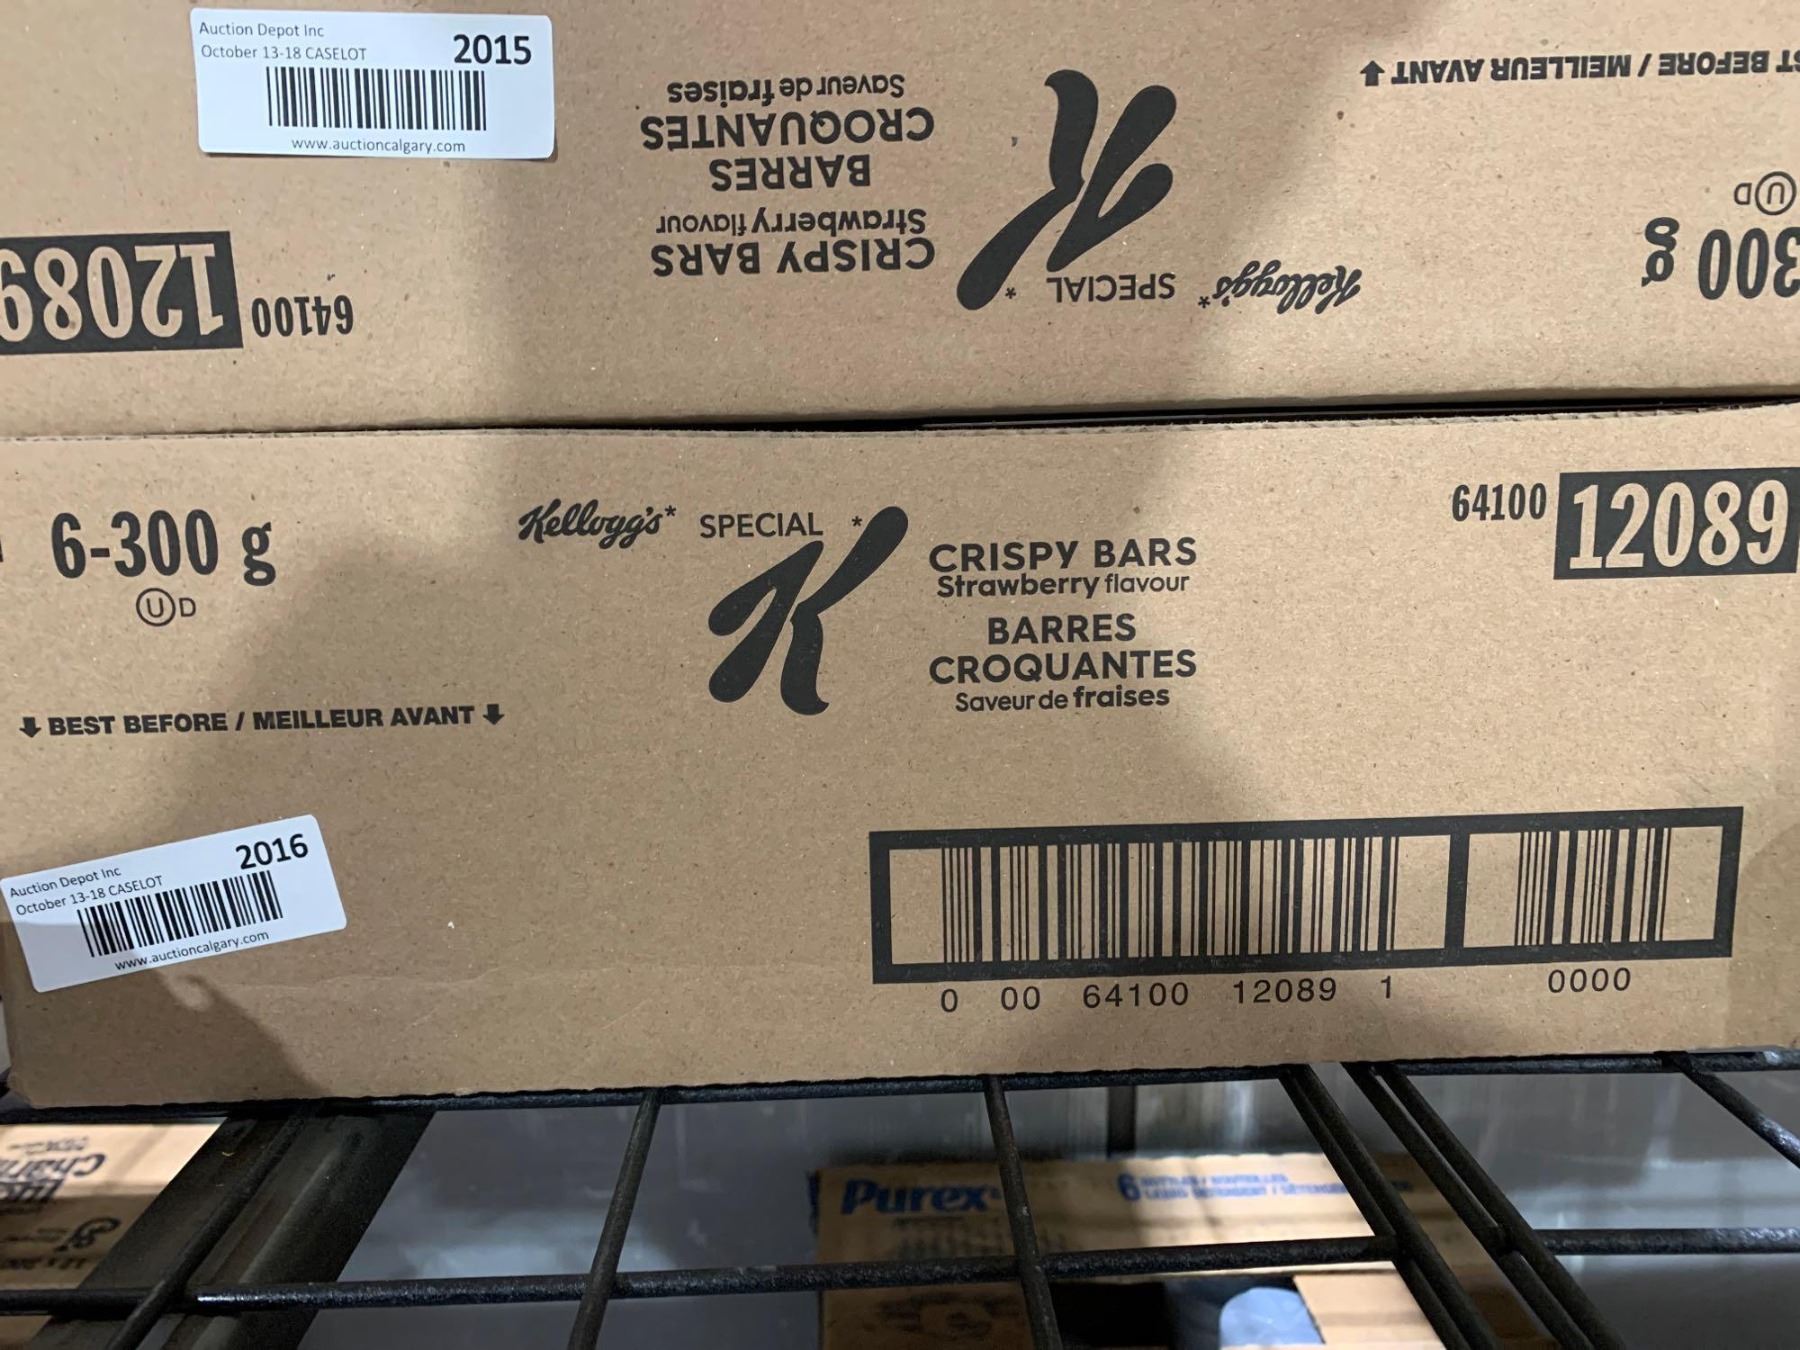 Auction Depot Inc
October 13-18 CASELOT
2015
www.auctioncalgary.com
ST BEFORE / MEILLEUR AVANT
300 g
U D
Kellogg's* SPECIAL* K
CRISPY BARS
Strawberry flavour
BARRES
CROQUANTES
Saveur de fraises
64100 12089
6-300 g
U D
BEST BEFORE / MEILLEUR AVANT
Kellogg's* SPECIAL* K
CRISPY BARS
Strawberry flavour
BARRES
CROQUANTES
Saveur de fraises
64100 12089
Auction Depot Inc
October 13-18 CASELOT
2016
www.auctioncalgary.com
0 00 64100 12089 1 0000
Purex
6